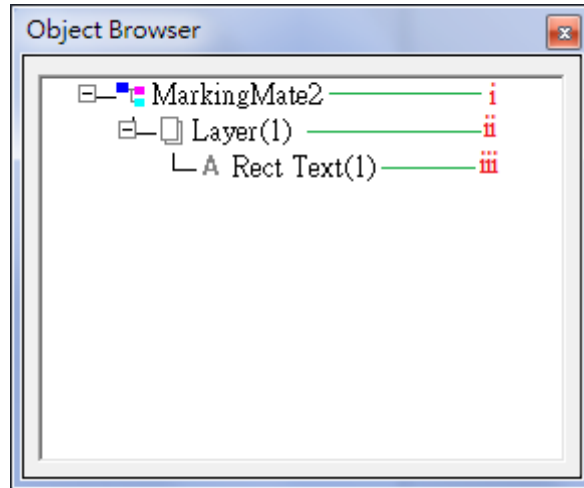 Object Browser
MarkingMate2 i
Layer(1) ii
A Rect Text(1) iii